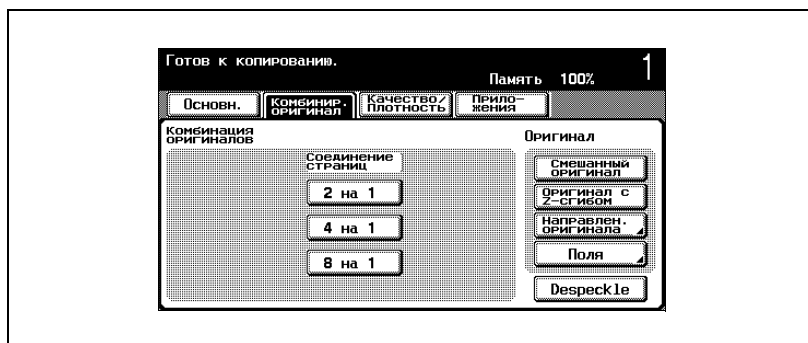 Готов к копированию.
Память 100%
1
Основн.
Комбинир.
оригинал
Качество/
плотность
Прило-
жения
Комбинация
оригиналов
Соединение
страниц
2 на 1
4 на 1
8 на 1
Оригинал
Смешанный
оригинал
Оригинал с
Z-сгибом
Направлен.
оригинала
Поля
Despeckle